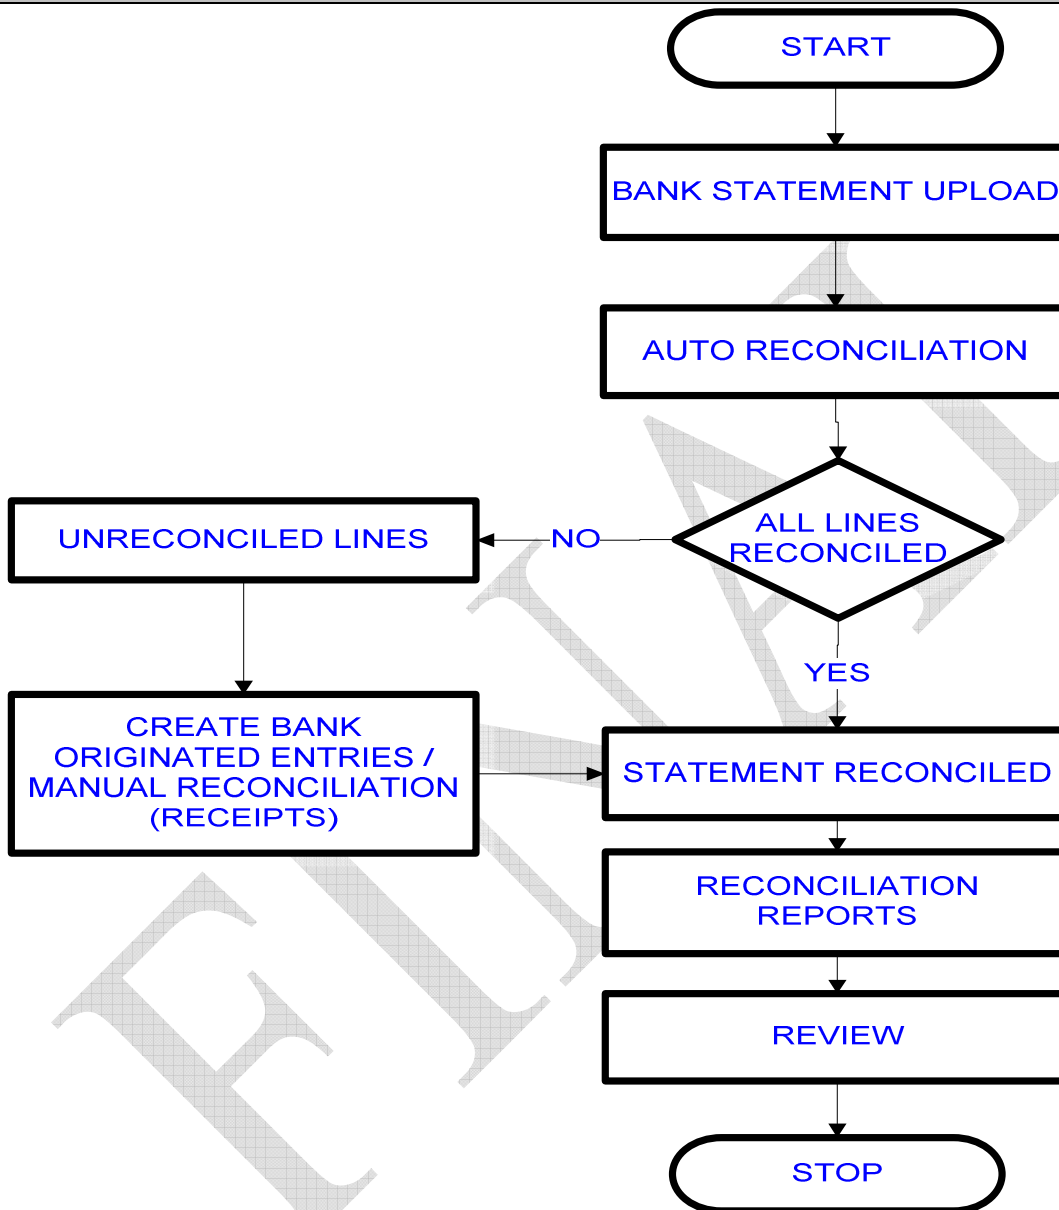 START
BANK STATEMENT UPLOAD
AUTO RECONCILIATION
ALL LINES
RECONCILED
NO
UNRECONCILED LINES
YES
CREATE BANK
ORIGINATED ENTRIES /
MANUAL RECONCILIATION
(RECEIPTS)
STATEMENT RECONCILED
RECONCILIATION
REPORTS
REVIEW
STOP
FINAL